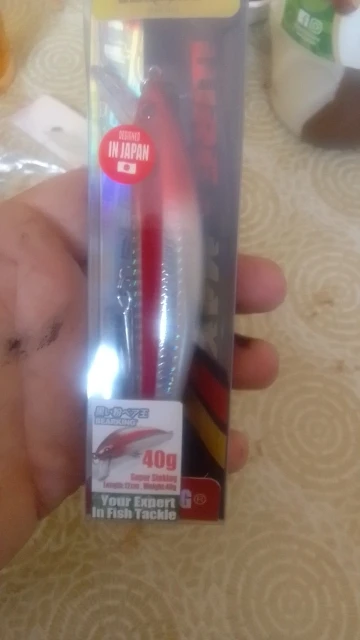 DESIGNED
IN JAPAN
BEARKING
40g
Super Sinking
Your Expert
In Fish Tackle
G®